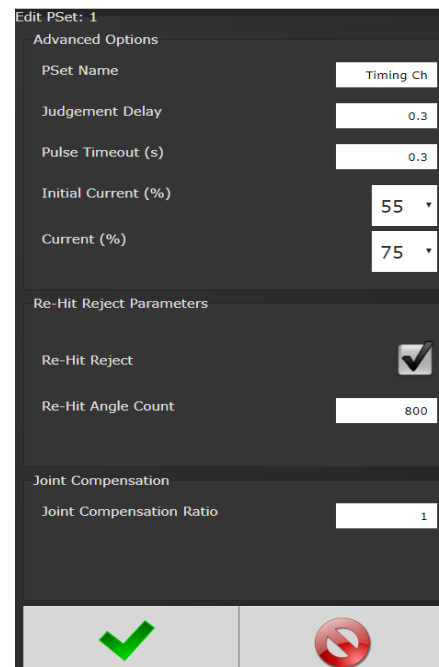 Edit PSet: 1
Advanced Options
PSet Name Timing Ch
Judgement Delay 0.3
Pulse Timeout (s) 0.3
Initial Current (%) 55
Current (%) 75
Re-Hit Reject Parameters
Re-Hit Reject
Re-Hit Angle Count 800
Joint Compensation
Joint Compensation Ratio 1